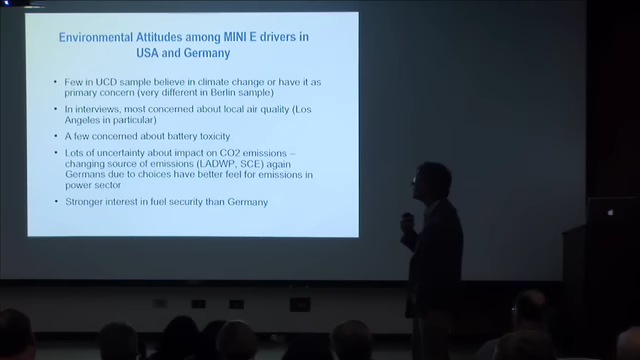 Environmental Attitudes among MINI E drivers in
USA and Germany
• Few in UCD sample believe in climate change or have it as
primary concern (very different in Berlin sample)
• In interviews, most concerned about local air quality (Los
Angeles in particular)
• A few concerned about battery toxicity
• Lots of uncertainty about impact on CO2 emissions –
changing source of emissions (LADWP, SCE) again
Germans due to choices have better feel for emissions in
power sector
• Stronger interest in fuel security than Germany